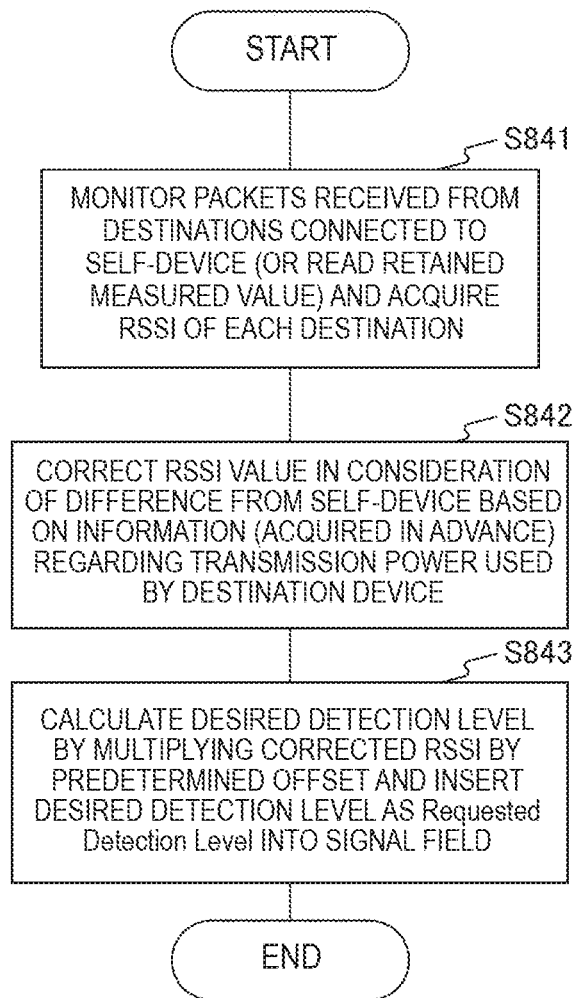 START
S841
MONITOR PACKETS RECEIVED FROM
DESTINATIONS CONNECTED TO
SELF-DEVICE (OR READ RETAINED
MEASURED VALUE) AND ACQUIRE
RSSI OF EACH DESTINATION
S842
CORRECT RSSI VALUE IN CONSIDERATION
OF DIFFERENCE FROM SELF-DEVICE BASED
ON INFORMATION (ACQUIRED IN ADVANCE)
REGARDING TRANSMISSION POWER USED
BY DESTINATION DEVICE
S843
CALCULATE DESIRED DETECTION LEVEL
BY MULTIPLYING CORRECTED RSSI BY
PREDETERMINED OFFSET AND INSERT
DESIRED DETECTION LEVEL AS Requested
Detection Level INTO SIGNAL FIELD
END